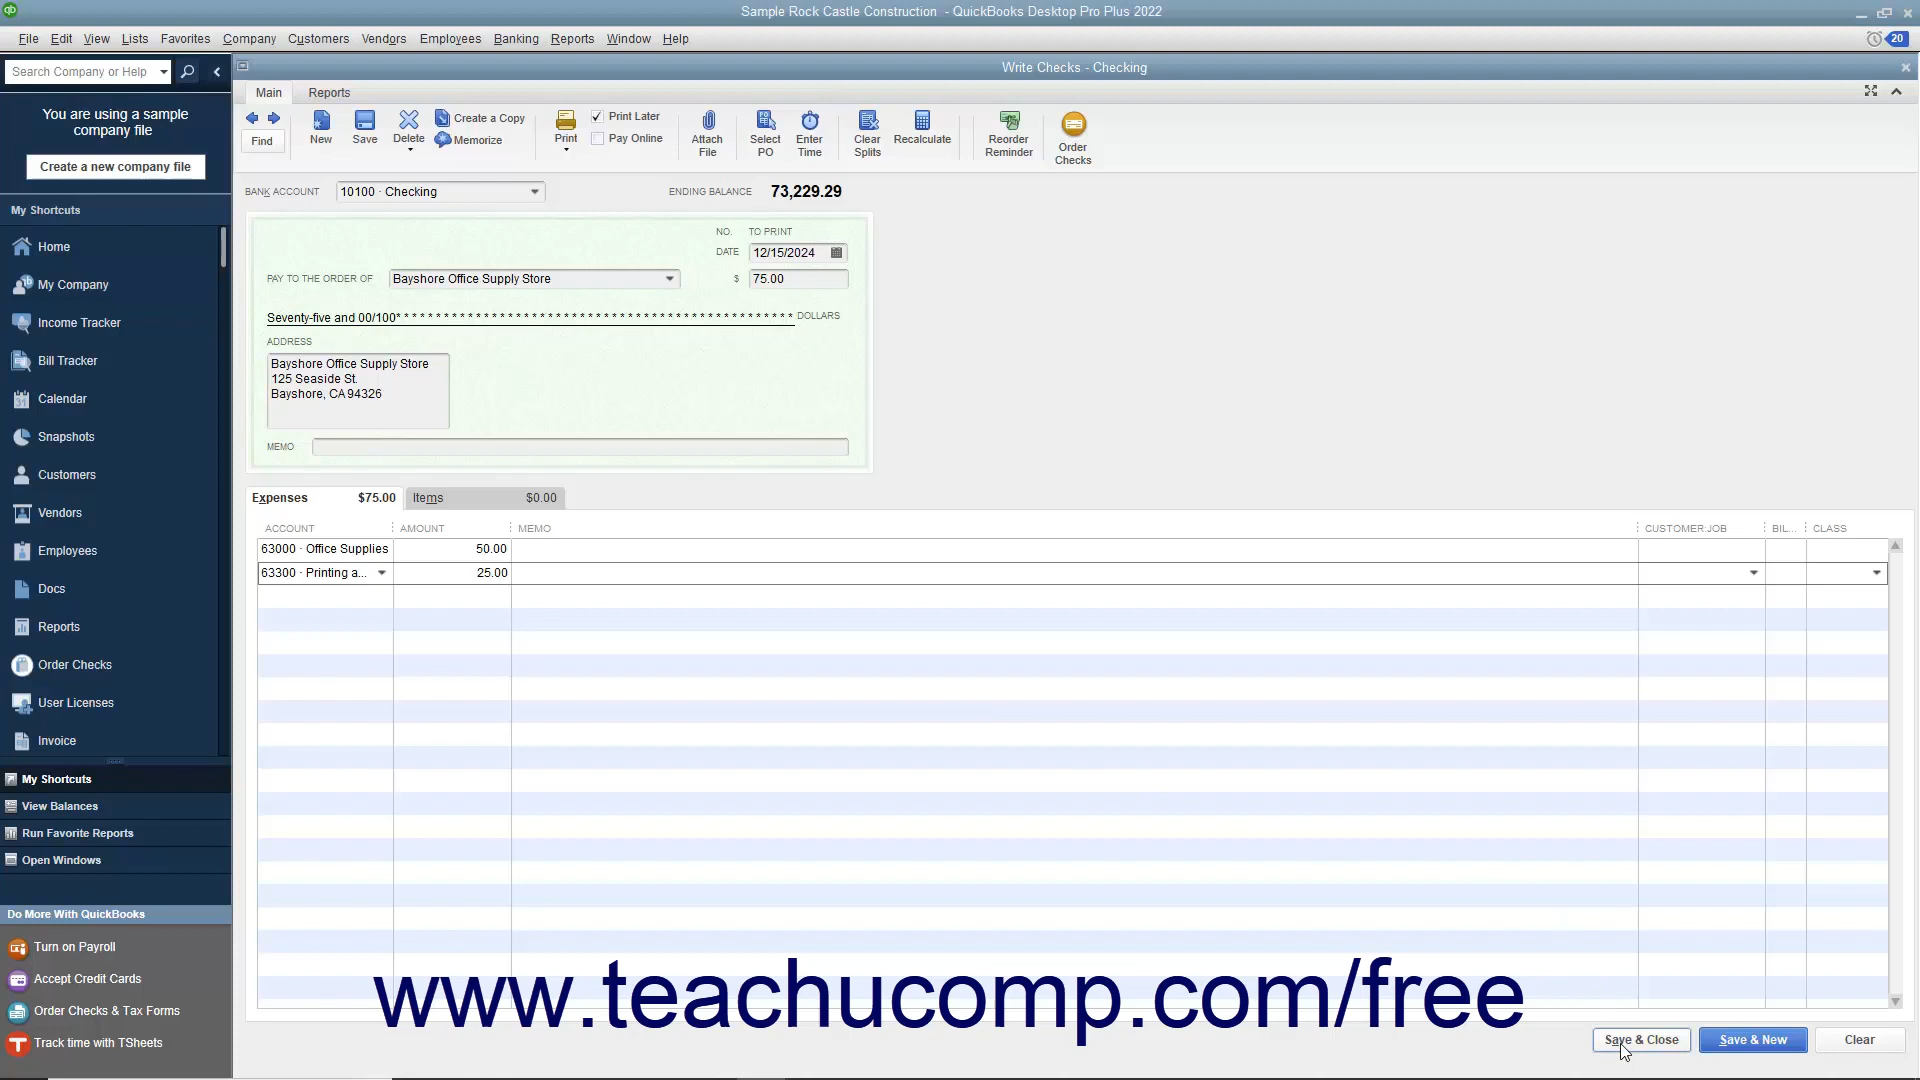 Sample Rock Castle Construction - QuickBooks Desktop Pro Plus 2022
File Edit View Lists Favorites Company Customers Vendors Employees Banking Reports Window Help
20
Search Company or Help
Write Checks - Checking
You are using a sample
company file
Create a new company file
Main Reports
Find
New
Save
Delete
Create a Copy
Memorize
Print
Print Later
Pay Online
Attach
File
Select
PO
Enter
Time
Clear
Splits
Recalculate
Reorder
Reminder
Order
Checks
BANK ACCOUNT 10100 · Checking ENDING BALANCE 73,229.29
NO. TO PRINT
DATE 12/15/2024
PAY TO THE ORDER OF Bayshore Office Supply Store $ 75.00
Seventy-five and 00/100* * * * * * * * * * * * * * * * * * * * * * * * * * * * * * * * * * * * * * * * * * * * * * * * * * DOLLARS
ADDRESS
Bayshore Office Supply Store
125 Seaside St.
Bayshore, CA 94326
MEMO
Expenses $75.00 Items $0.00
ACCOUNT AMOUNT MEMO CUSTOMER:JOB BIL... CLASS
63000 · Office Supplies 50.00
63300 · Printing a... 25.00
My Shortcuts
Home
My Company
Income Tracker
Bill Tracker
31 Calendar
Snapshots
Customers
Vendors
Employees
Docs
Reports
Order Checks
User Licenses
Invoice
My Shortcuts
View Balances
Run Favorite Reports
Open Windows
Do More With QuickBooks
Turn on Payroll
Accept Credit Cards
Order Checks & Tax Forms
Track time with TSheets
www.teachucomp.com/free
Save & Close Save & New Clear